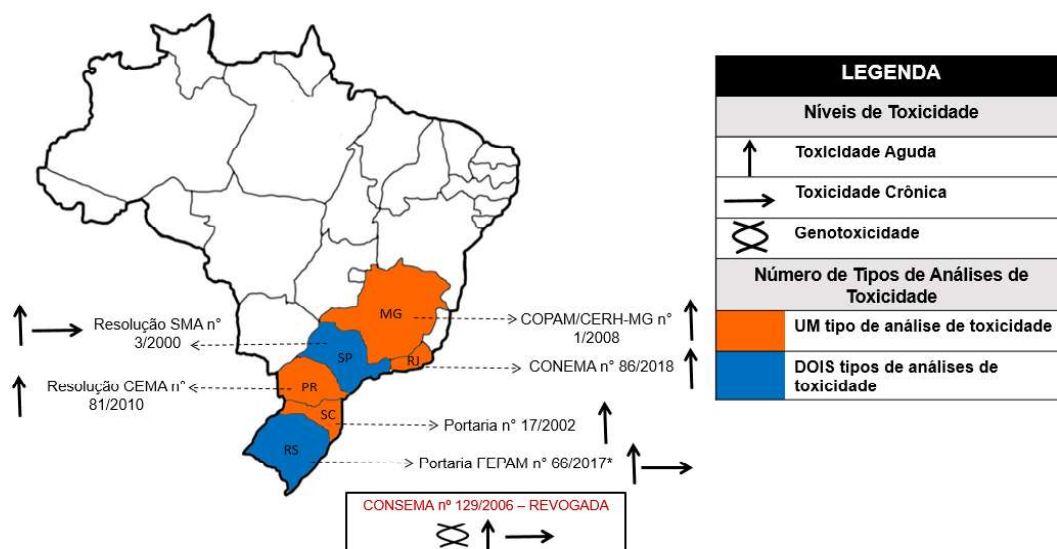 LEGENDA
Níveis de Toxicidade
Toxicidade Aguda
Toxicidade Crônica
Genotoxicidade
Número de Tipos de Análises de
Toxicidade
UM tipo de análise de toxicidade
DOIS tipos de análises de
toxicidade
MG
SP
RJ
PR
SC
RS
Resolução SMA n°
3/2000
COPAM/CERH-MG n°
1/2008
CONEMA n° 86/2018
Resolução CEMA n°
81/2010
Portaria n° 17/2002
Portaria FEPAM n° 66/2017*
CONSEMA nº 129/2006 – REVOGADA